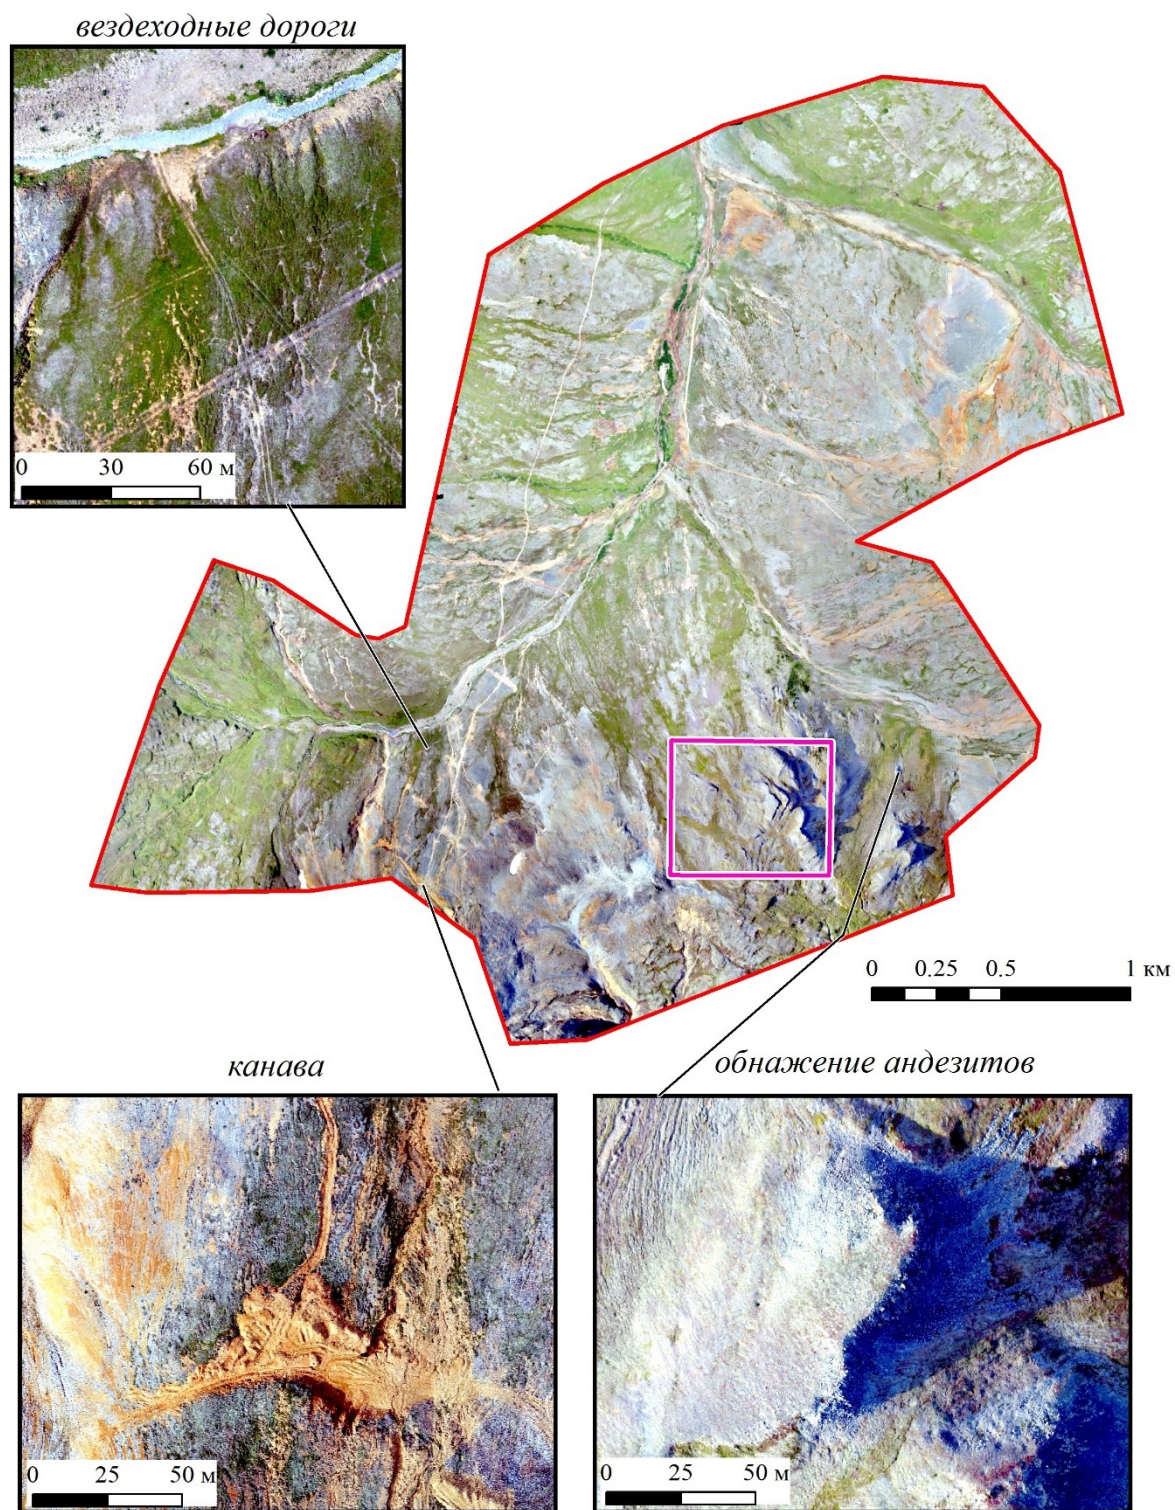 вездеходные дороги
0 30 60 м
0 0.25 0.5 1 км
канава
обнажение андезитов
0 25 50 м
0 25 50 м